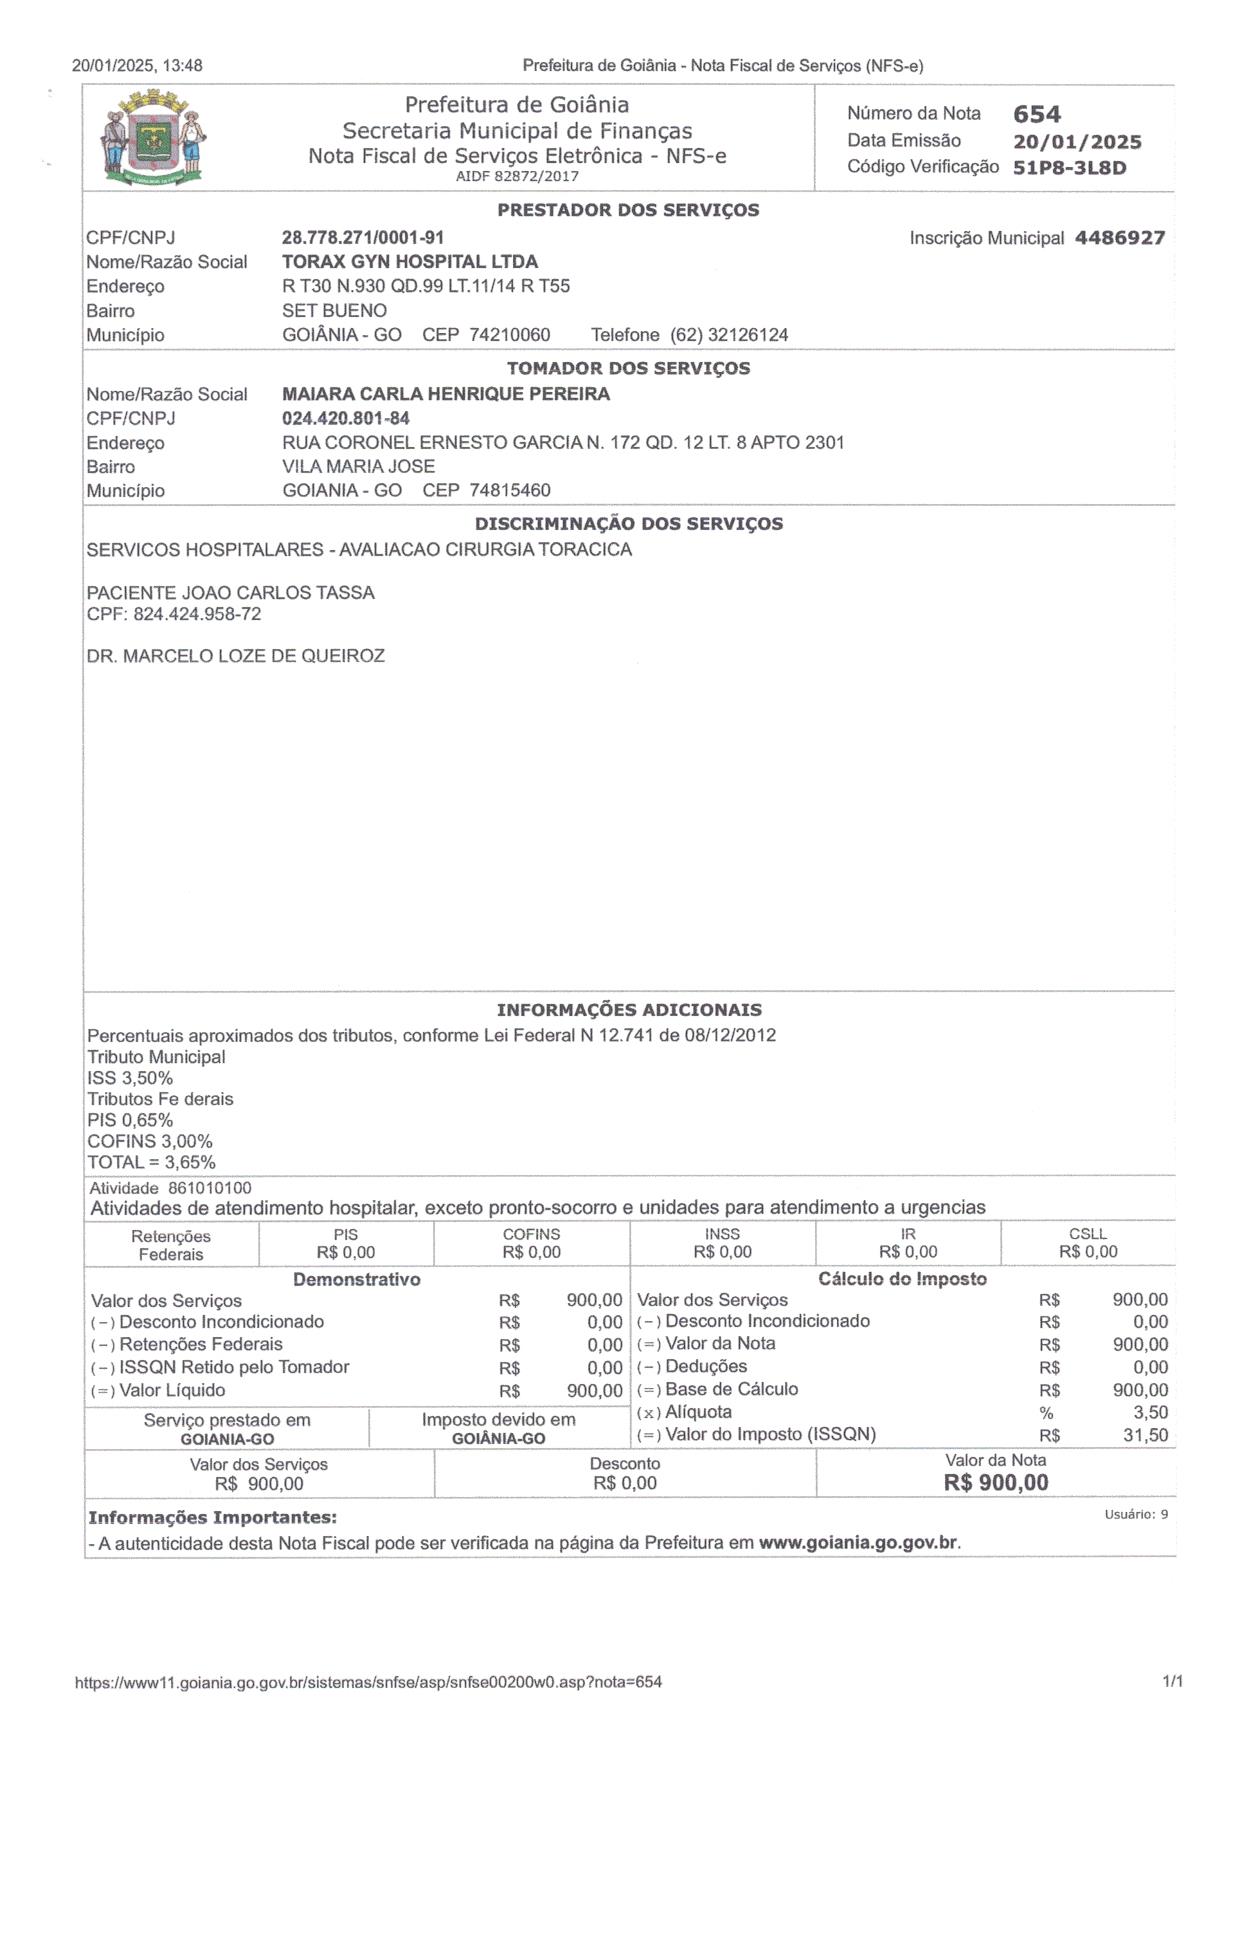 20/01/2025, 13:48 Prefeitura de Goiânia - Nota Fiscal de Serviços (NFS-e)
Prefeitura de Goiânia
Secretaria Municipal de Finanças
Nota Fiscal de Serviços Eletrônica - NFS-e
AIDF 82872/2017
Número da Nota 654
Data Emissão 20/01/2025
Código Verificação 51P8-3L8D
PRESTADOR DOS SERVIÇOS
CPF/CNPJ 28.778.271/0001-91 Inscrição Municipal 4486927
Nome/Razão Social TORAX GYN HOSPITAL LTDA
Endereço R T30 N.930 QD.99 LT.11/14 R T55
Bairro SET BUENO
Município GOIÂNIA - GO CEP 74210060 Telefone (62) 32126124
TOMADOR DOS SERVIÇOS
Nome/Razão Social MAIARA CARLA HENRIQUE PEREIRA
CPF/CNPJ 024.420.801-84
Endereço RUA CORONEL ERNESTO GARCIA N. 172 QD. 12 LT. 8 APTO 2301
Bairro VILA MARIA JOSE
Município GOIANIA - GO CEP 74815460
DISCRIMINAÇÃO DOS SERVIÇOS
SERVICOS HOSPITALARES - AVALIACAO CIRURGIA TORACICA
PACIENTE JOAO CARLOS TASSA
CPF: 824.424.958-72
DR. MARCELO LOZE DE QUEIROZ
INFORMAÇÕES ADICIONAIS
Percentuais aproximados dos tributos, conforme Lei Federal N 12.741 de 08/12/2012
Tributo Municipal
ISS 3,50%
Tributos Fe derais
PIS 0,65%
COFINS 3,00%
TOTAL = 3,65%
Atividade 861010100
Atividades de atendimento hospitalar, exceto pronto-socorro e unidades para atendimento a urgencias
Retenções Federais PIS R$ 0,00 COFINS R$ 0,00 INSS R$ 0,00 IR R$ 0,00 CSLL R$ 0,00
Demonstrativo
Valor dos Serviços R$ 900,00
(-) Desconto Incondicionado R$ 0,00
(-) Retenções Federais R$ 0,00
(-) ISSQN Retido pelo Tomador R$ 0,00
(=) Valor Líquido R$ 900,00
Serviço prestado em
GOIANIA-GO
Imposto devido em
GOIÂNIA-GO
Cálculo do Imposto
Valor dos Serviços R$ 900,00
(-) Desconto Incondicionado R$ 0,00
(=) Valor da Nota R$ 900,00
(-) Deduções R$ 0,00
(=) Base de Cálculo R$ 900,00
(x) Alíquota % 3,50
(=) Valor do Imposto (ISSQN) R$ 31,50
Valor dos Serviços
R$ 900,00
Desconto
R$ 0,00
Valor da Nota
R$ 900,00
Informações Importantes: Usuário: 9
- A autenticidade desta Nota Fiscal pode ser verificada na página da Prefeitura em www.goiania.go.gov.br.
https://www11.goiania.go.gov.br/sistemas/snfse/asp/snfse00200w0.asp?nota=654 1/1